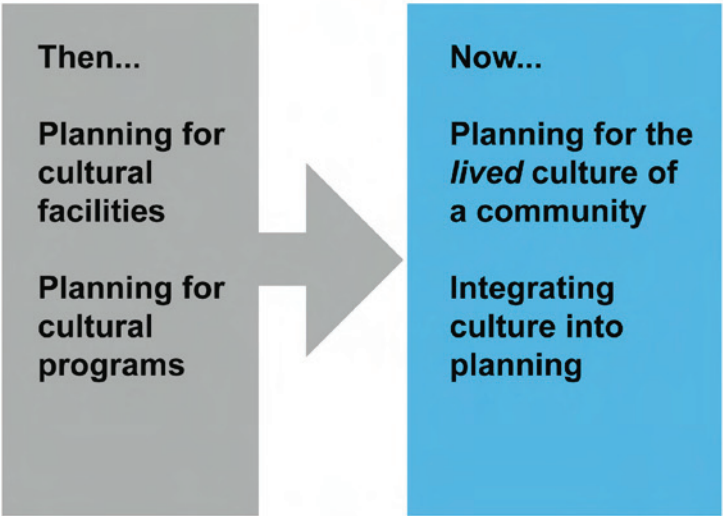 Then...
Planning for
cultural
facilities
Planning for
cultural
programs
Now...
Planning for the
lived culture of
a community
Integrating
culture into
planning